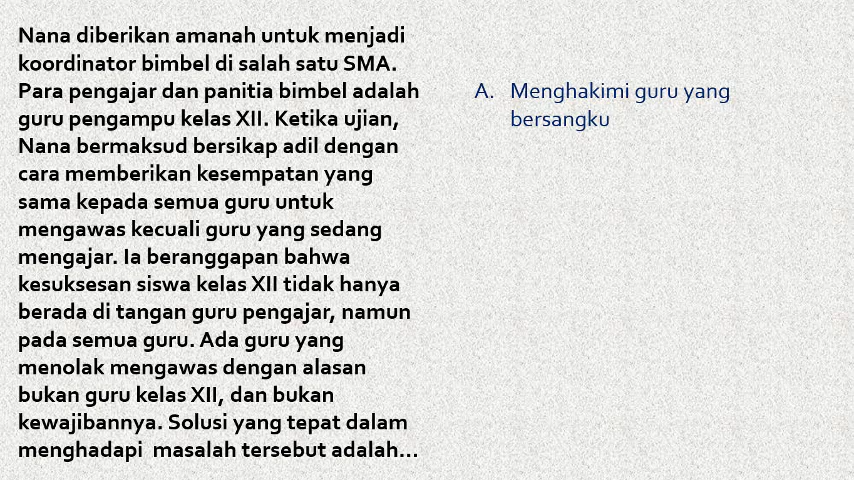 Nana diberikan amanah untuk menjadi
koordinator bimbel di salah satu SMA.
Para pengajar dan panitia bimbel adalah
guru pengampu kelas XII. Ketika ujian,
Nana bermaksud bersikap adil dengan
cara memberikan kesempatan yang
sama kepada semua guru untuk
mengawas kecuali guru yang sedang
mengajar. Ia beranggapan bahwa
kesuksesan siswa kelas XII tidak hanya
berada di tangan guru pengajar, namun
pada semua guru. Ada guru yang
menolak mengawas dengan alasan
bukan guru kelas XII, dan bukan
kewajibannya. Solusi yang tepat dalam
menghadapi  masalah tersebut adalah...
A. Menghakimi guru yang
bersangku